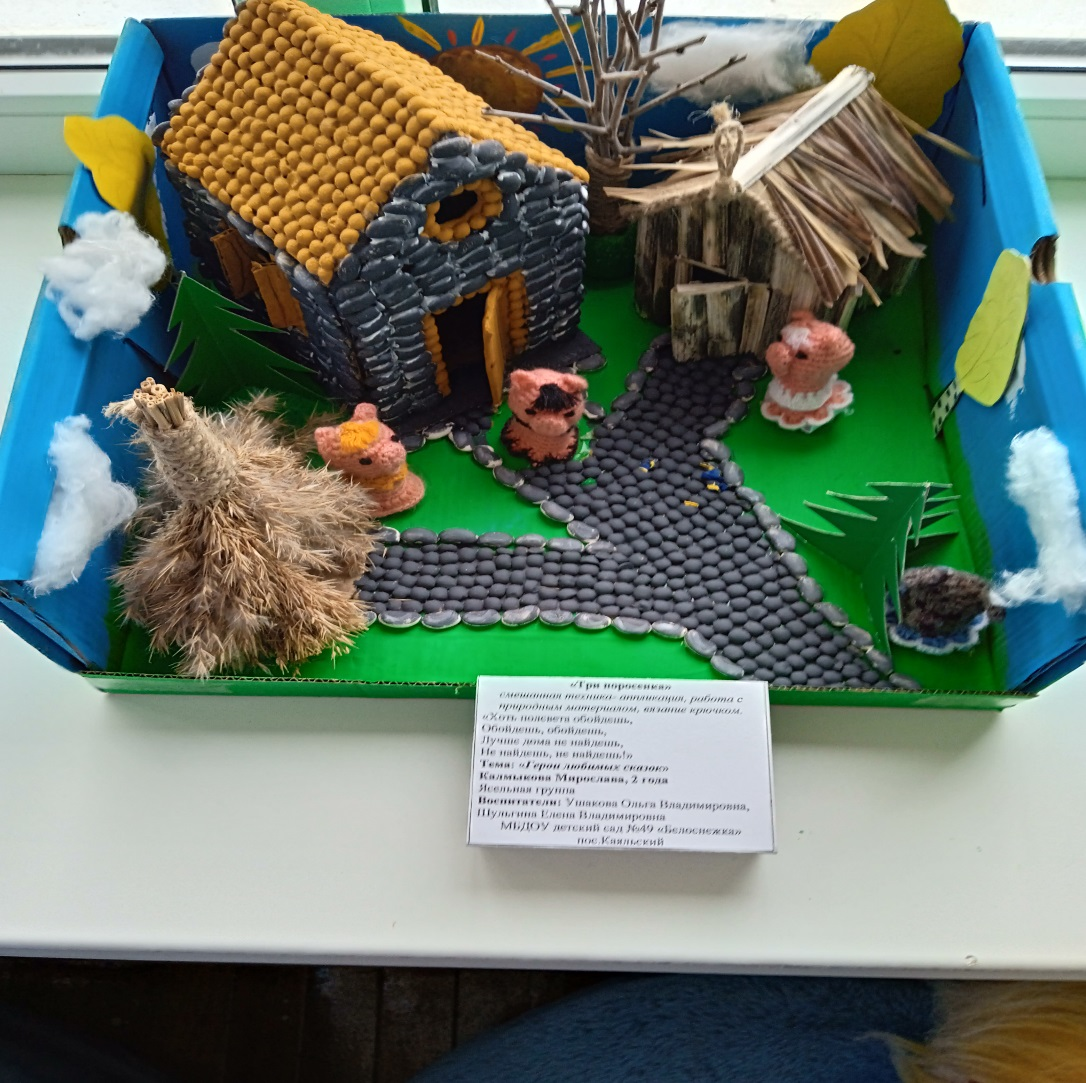 «Три поросенка»
смешанная техника- аппликация, работа с
природным материалом, вязание крючком.
«Хоть полсвета обойдешь,
Обойдешь, обойдешь,
Лучше дома не найдешь,
Не найдешь, не найдешь!»
Тема: «Герои любимых сказок»
Калмыкова Мирослава, 2 года
Ясельная группа
Воспитатели: Ушакова Ольга Владимировна,
Шульгина Елена Владимировна
МБДОУ детский сад №49 «Белоснежка»
пос.Каяльский